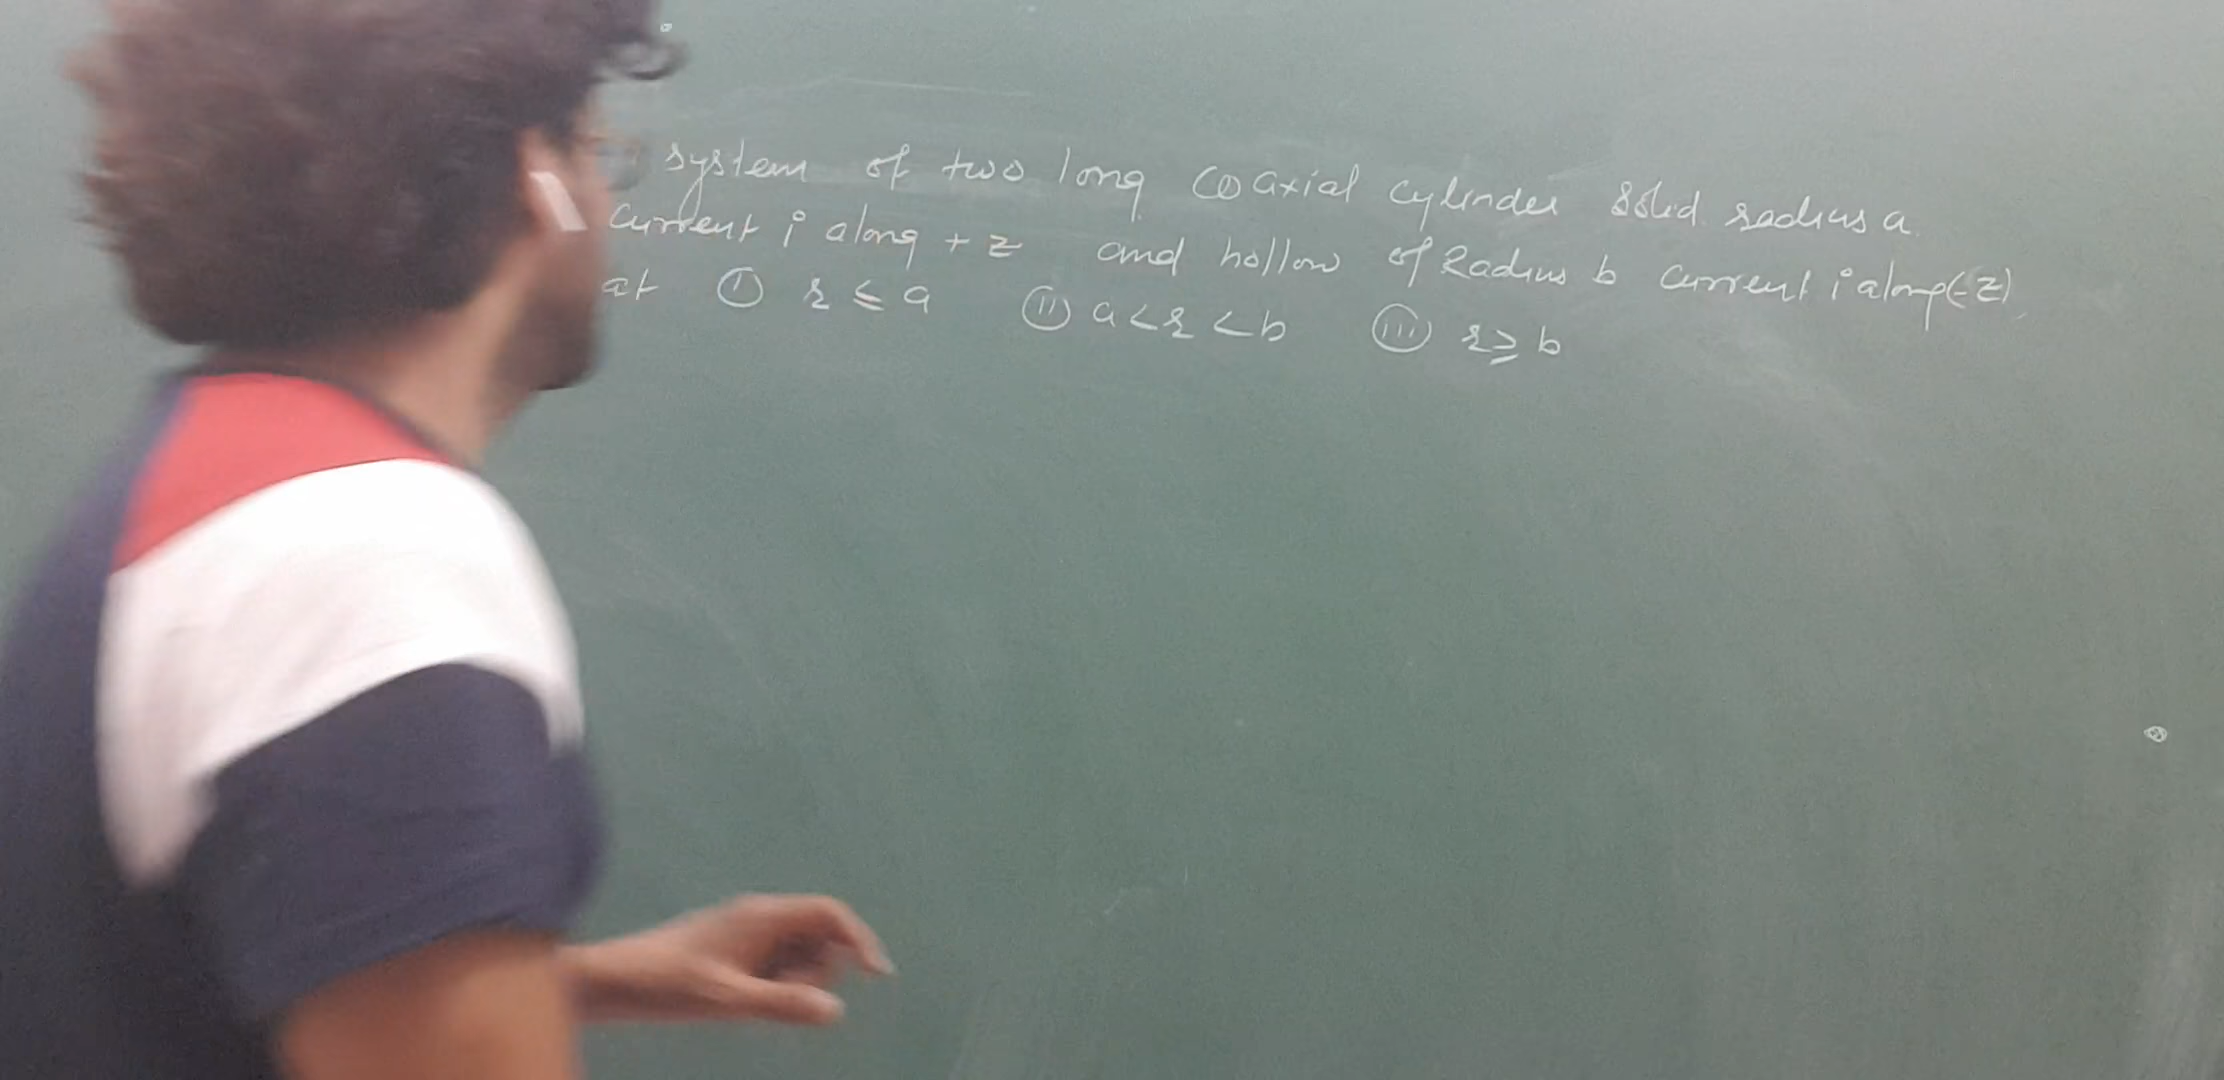 system of two long coaxial cylinder solid radius a.
current i along + z and hollow of Radius b current i along (-z),
at (i) r ≤ a (ii) a < r < b (iii) r ≥ b